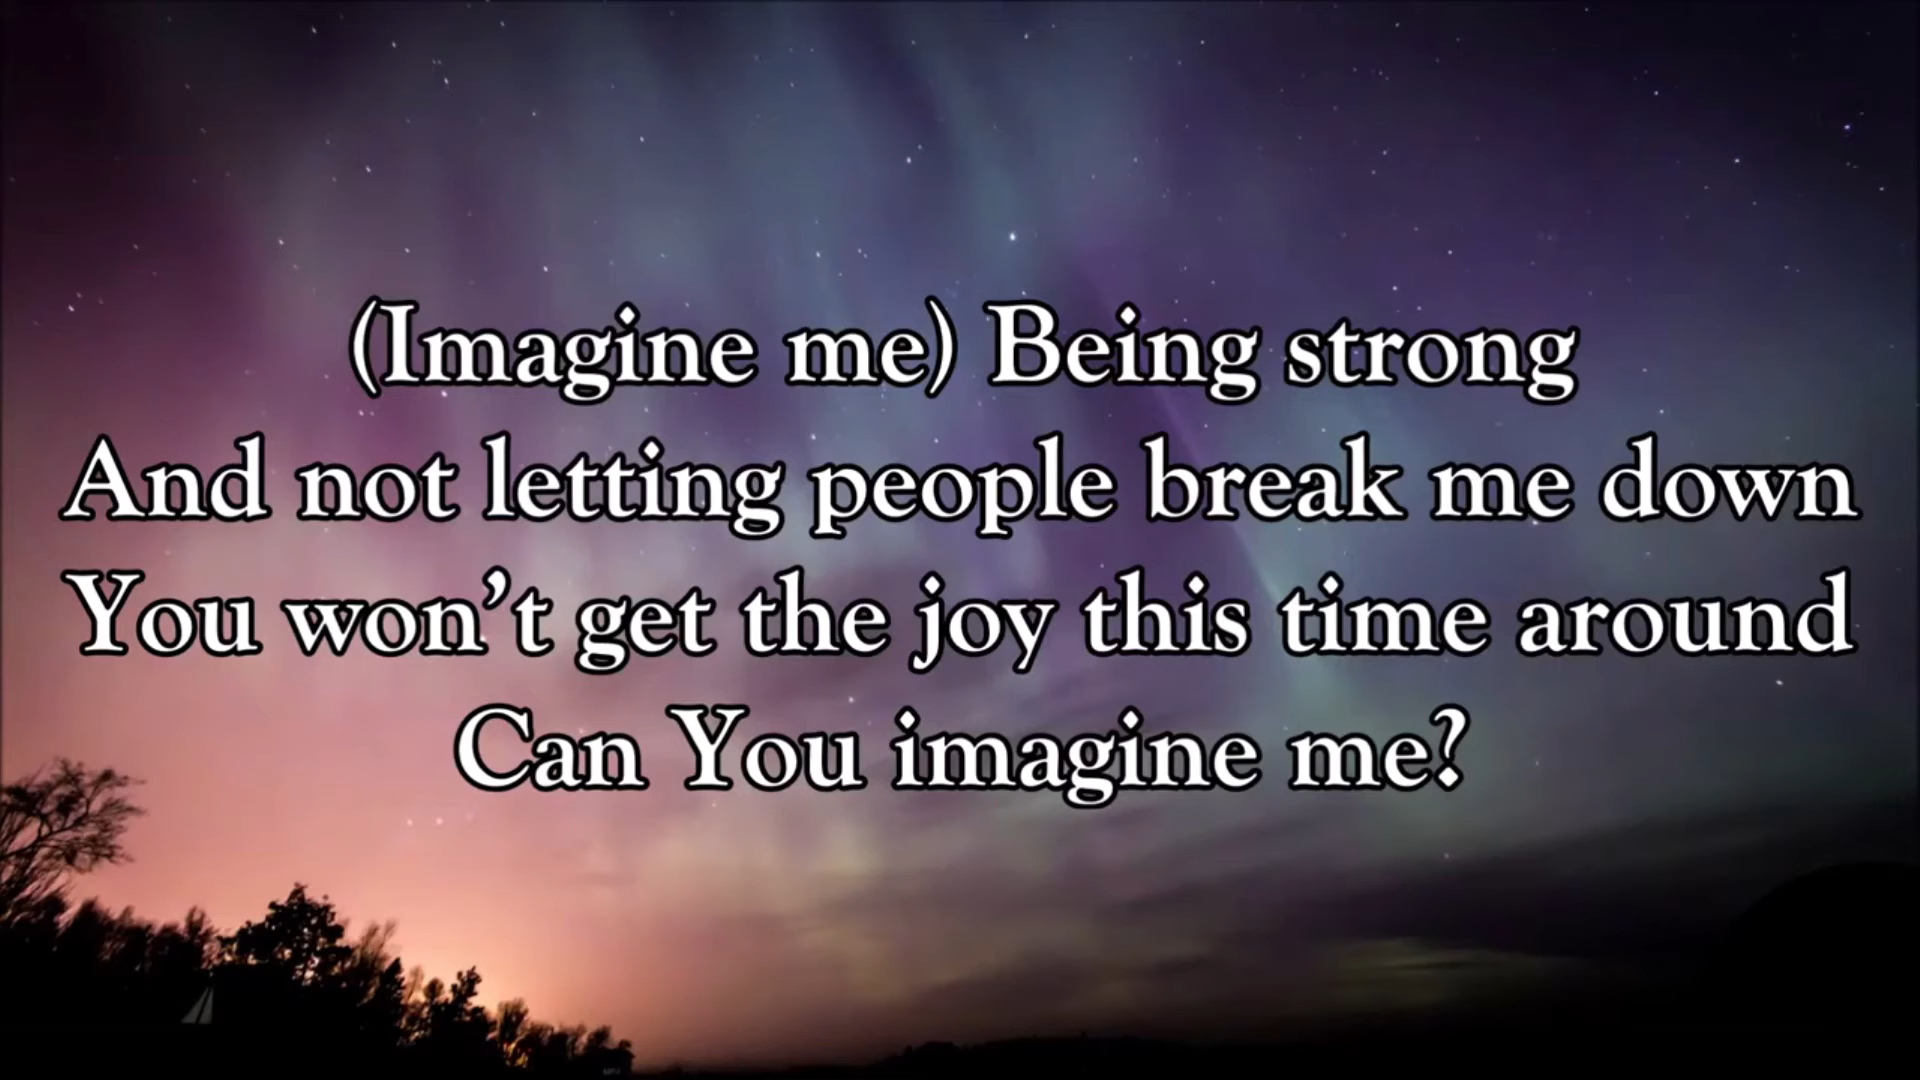 (Imagine me) Being strong
And not letting people break me down
You won’t get the joy this time around
Can You imagine me?